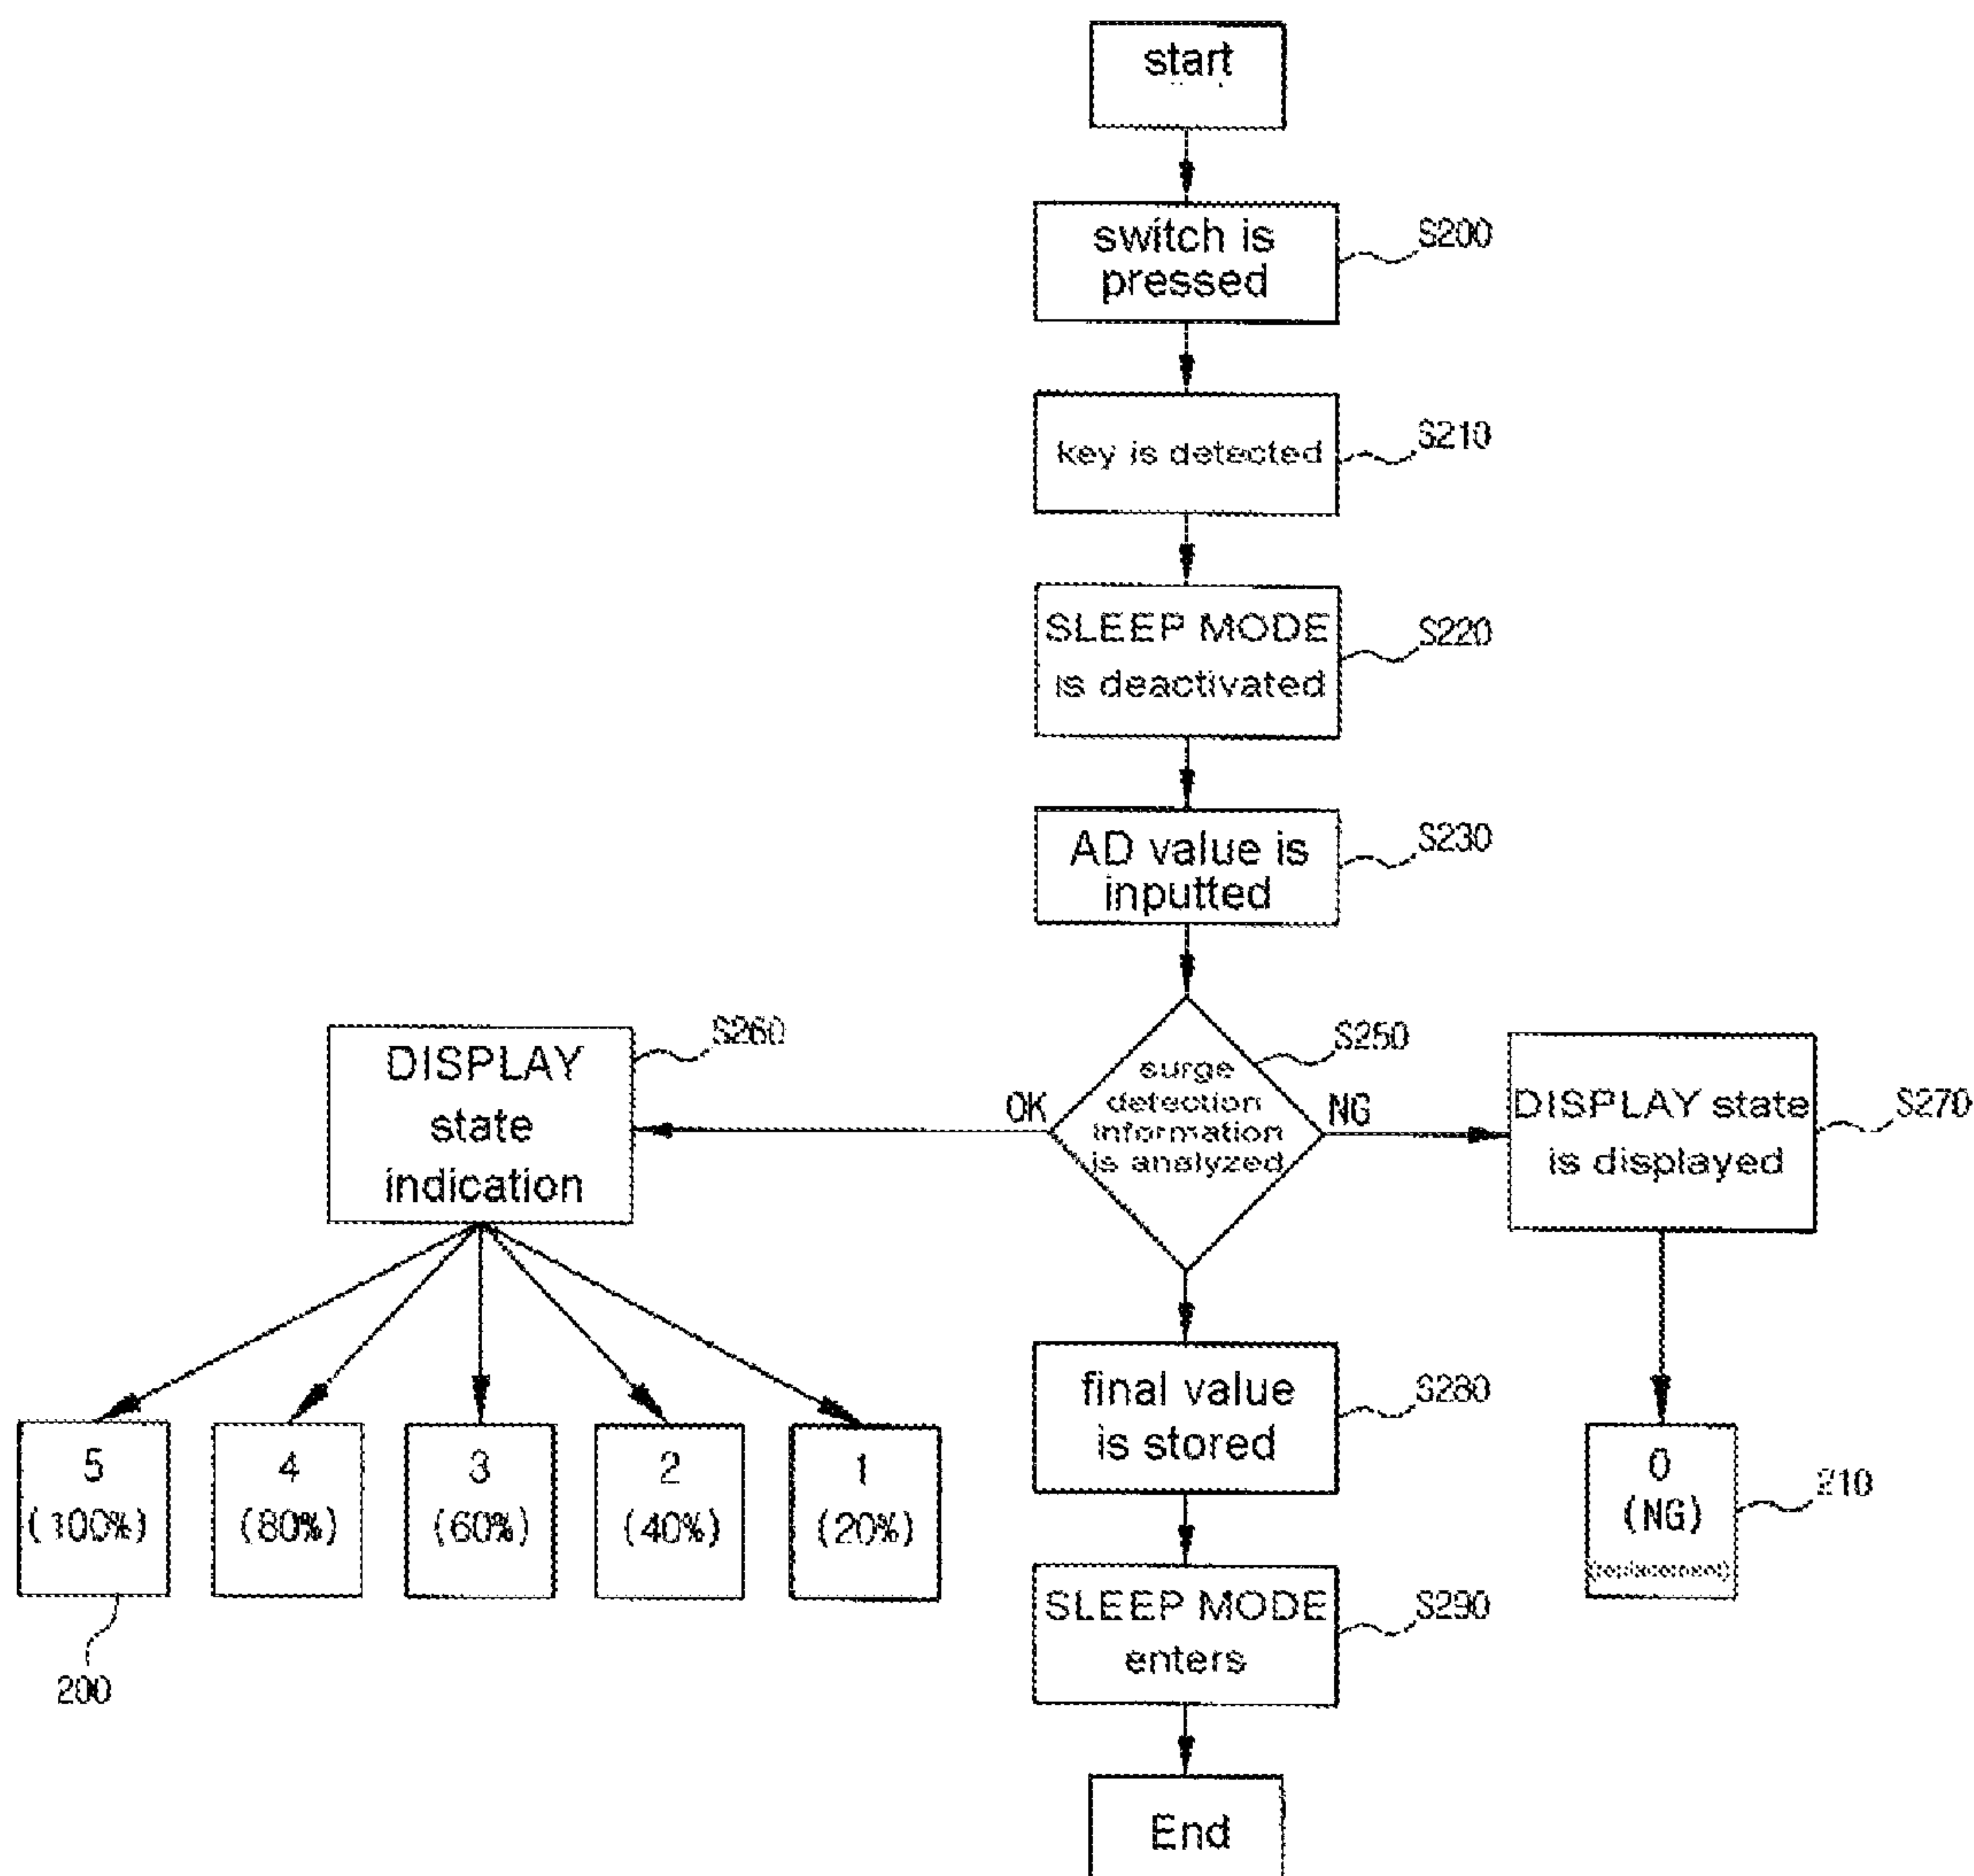 start
switch is
pressed
S200
key is detected
S210
SLEEP MODE
is deactivated
S220
AD value is
inputted
S230
surge
detection
information
is analyzed
S250
OK
NG
DISPLAY
state
indication
S260
DISPLAY state
is displayed
S270
5
(100%)
4
(80%)
3
(60%)
2
(40%)
1
(20%)
200
0
(NG)
(replacement)
210
final value
is stored
S280
SLEEP MODE
enters
S290
End